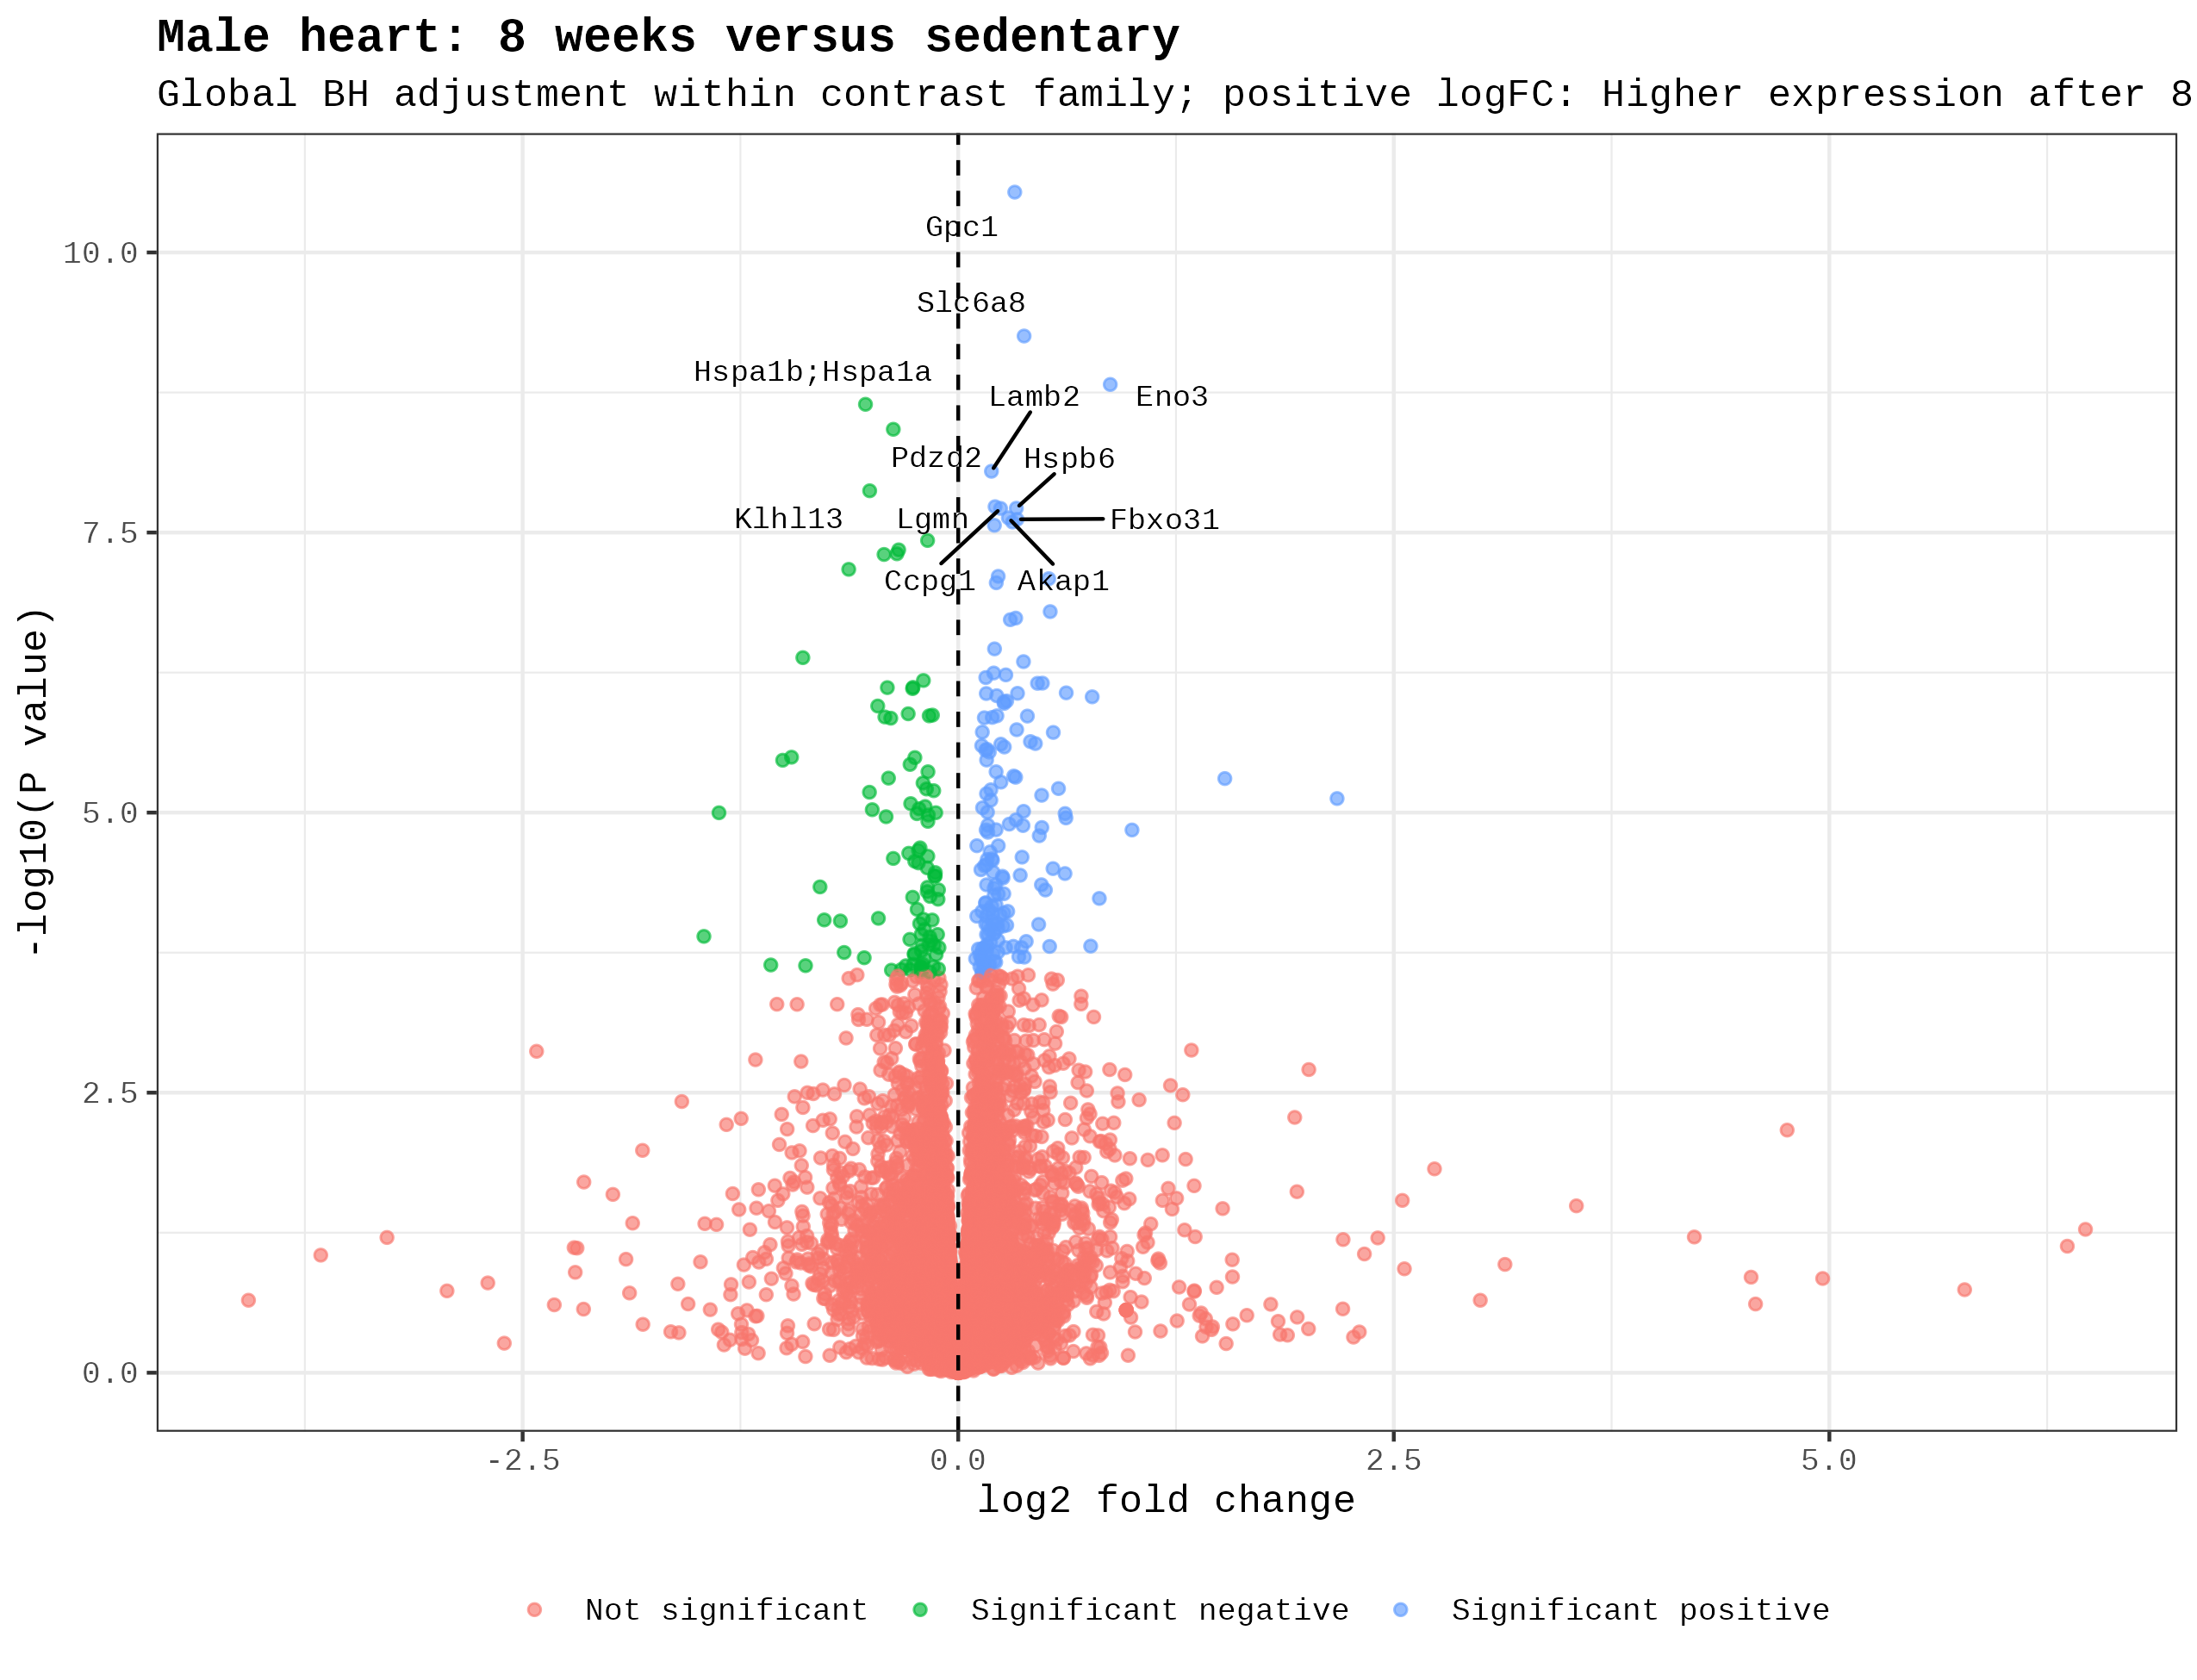 Male heart: 8 weeks versus sedentary
Global BH adjustment within contrast family; positive logFC: Higher expression after 8
Gpc1
10.0
Slc6a8
Hspa1b;Hspa1a
Lamb2
Eno3
Pdzd2
Hspb6
Klhl13
Lgmn
Fbxo31
7.5
Ccpg1
Akap1
5.0
2.5
0.0
-log10(P value)
-2.5
0.0
2.5
5.0
log2 fold change
Not significant
Significant negative
Significant positive